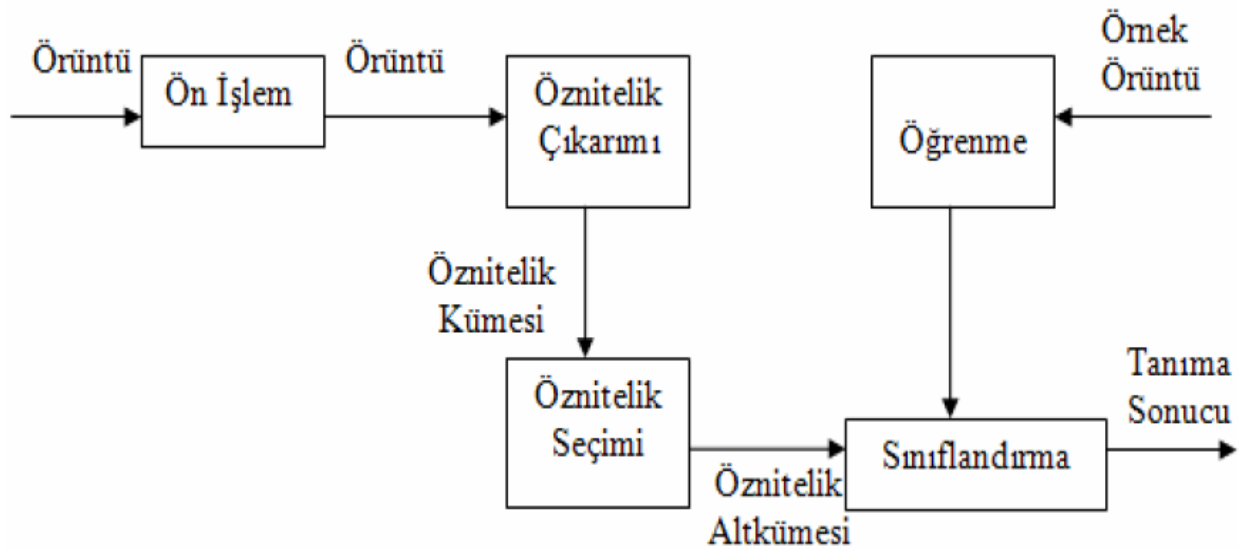 Örüntü
Ön İşlem
Örüntü
Öznitelik
Çıkarımı
Öğrenme
Örnek
Örüntü
Öznitelik
Kümesi
Öznitelik
Seçimi
Öznitelik
Altkümesi
Sınıflandırma
Tanıma
Sonucu